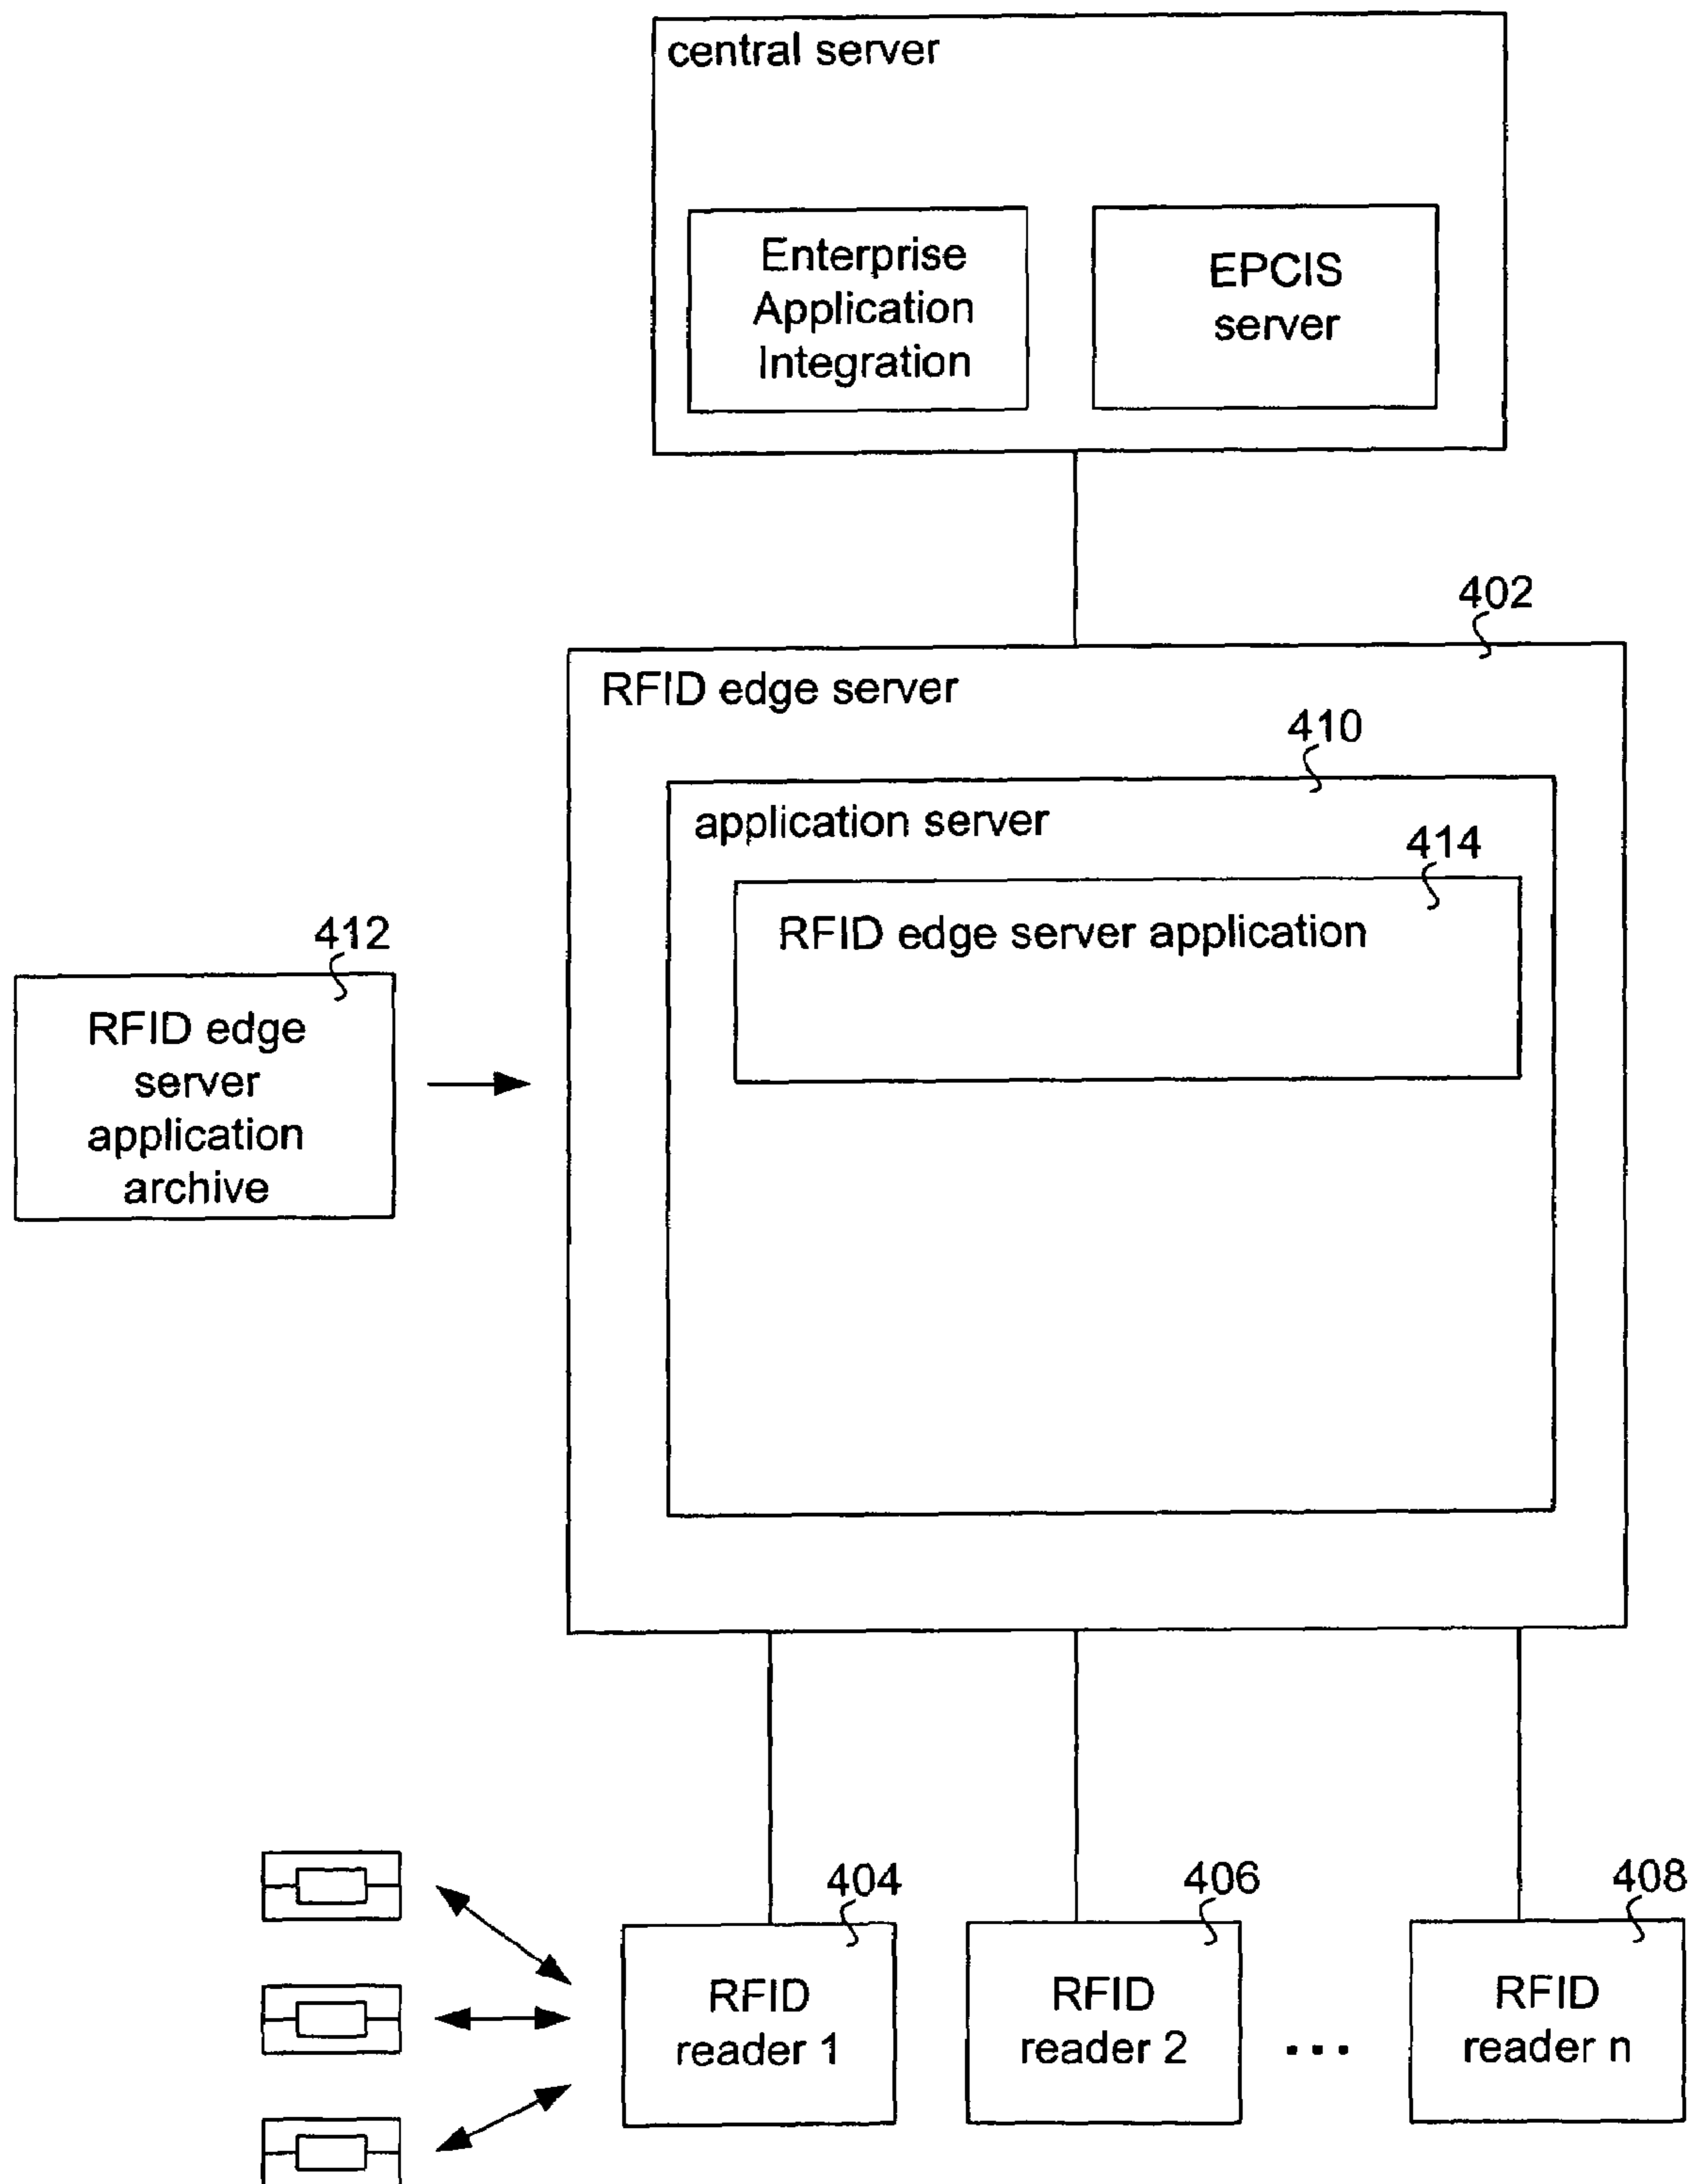 central server
Enterprise
Application
Integration
EPCIS
server
402
RFID edge server
410
application server
414
RFID edge server application
412
RFID edge
server
application
archive
404
406
408
RFID
reader 1
RFID
reader 2
...
RFID
reader n